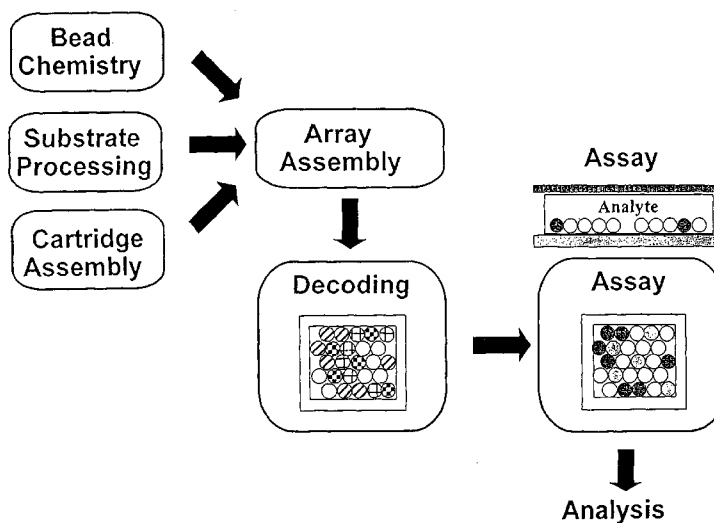 Bead
Chemistry
Substrate
Processing
Cartridge
Assembly
Array
Assembly
Decoding
Assay
Analyte
Assay
Analysis